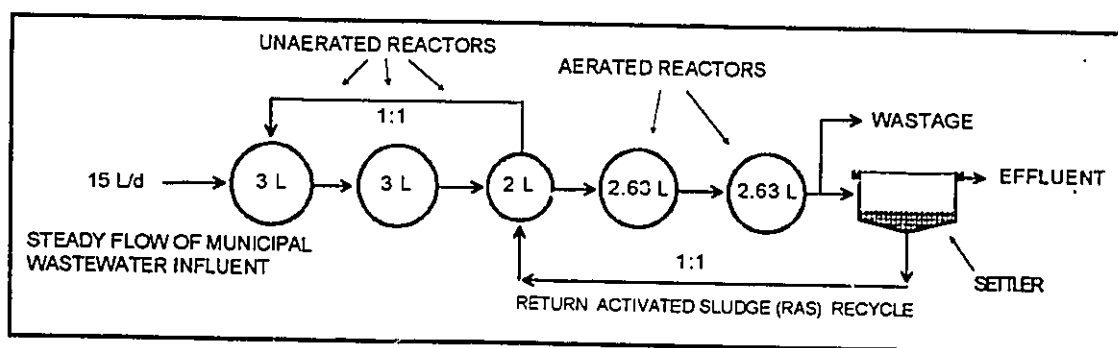 UNAERATED REACTORS
AERATED REACTORS
1:1
WASTAGE
15 L/d
3 L
3 L
2 L
2.63 L
2.63 L
EFFLUENT
STEADY FLOW OF MUNICIPAL
WASTEWATER INFLUENT
1:1
SETTLER
RETURN ACTIVATED SLUDGE (RAS) RECYCLE